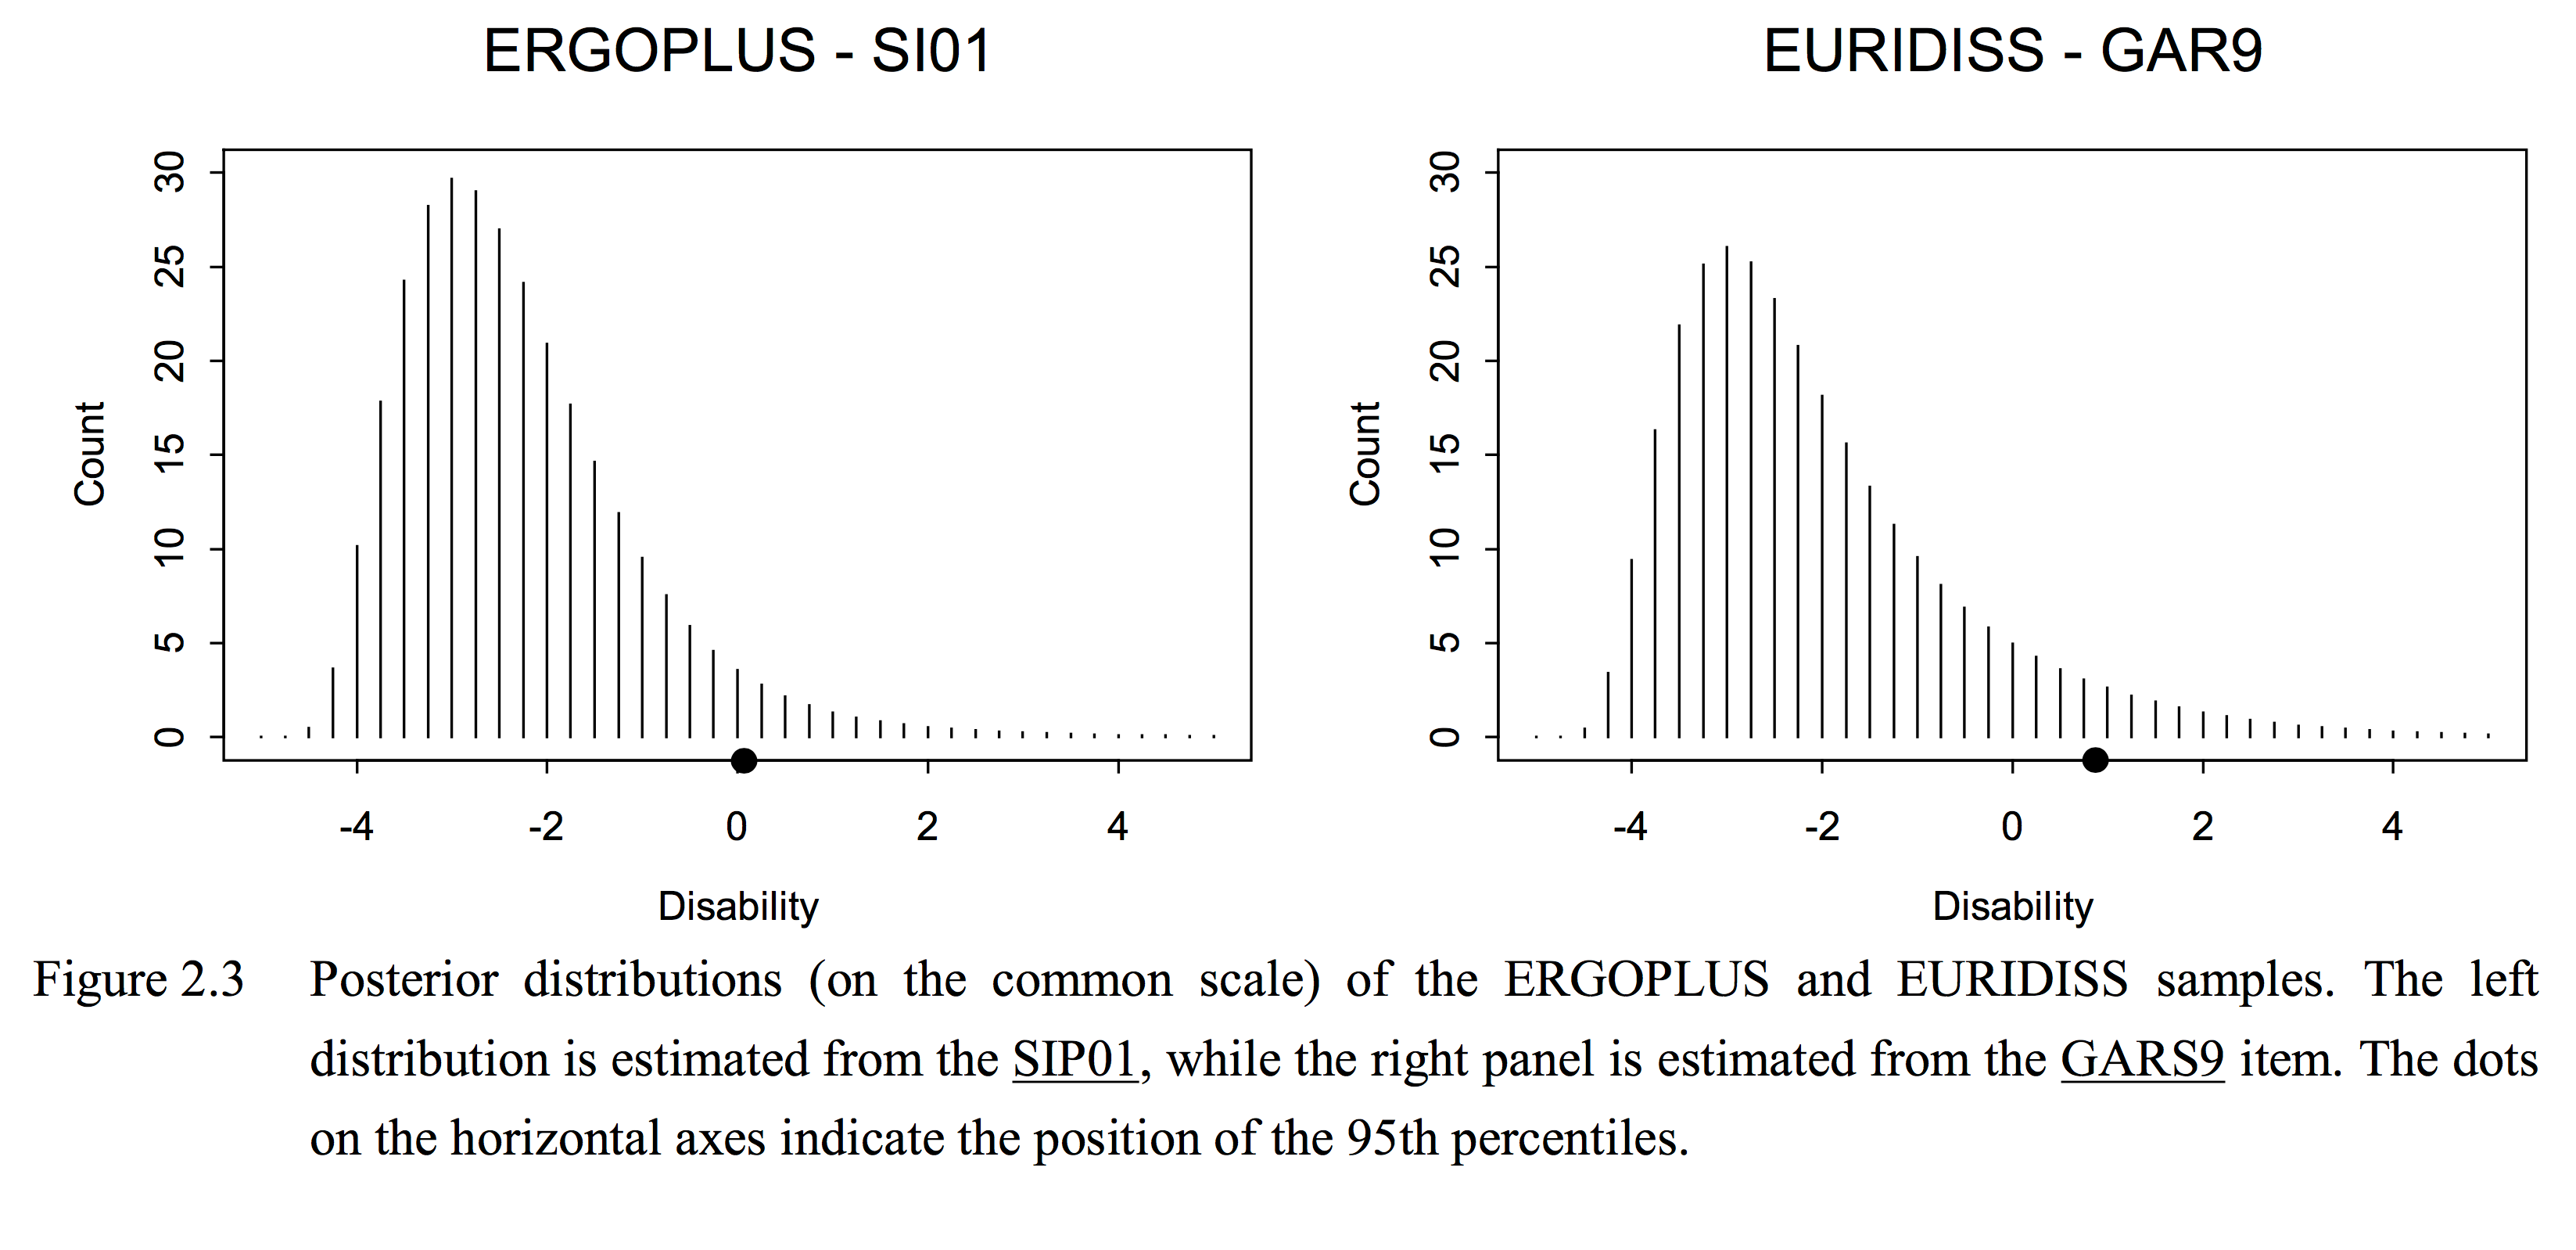 ERGOPLUS - SI01
30
25
20
15
10
5
0
Count
-4 -2 0 2 4
Disability
EURIDISS - GAR9
30
25
20
15
10
5
0
Count
-4 -2 0 2 4
Disability
Figure 2.3 Posterior distributions (on the common scale) of the ERGOPLUS and EURIDISS samples. The left
distribution is estimated from the SIP01, while the right panel is estimated from the GARS9 item. The dots
on the horizontal axes indicate the position of the 95th percentiles.